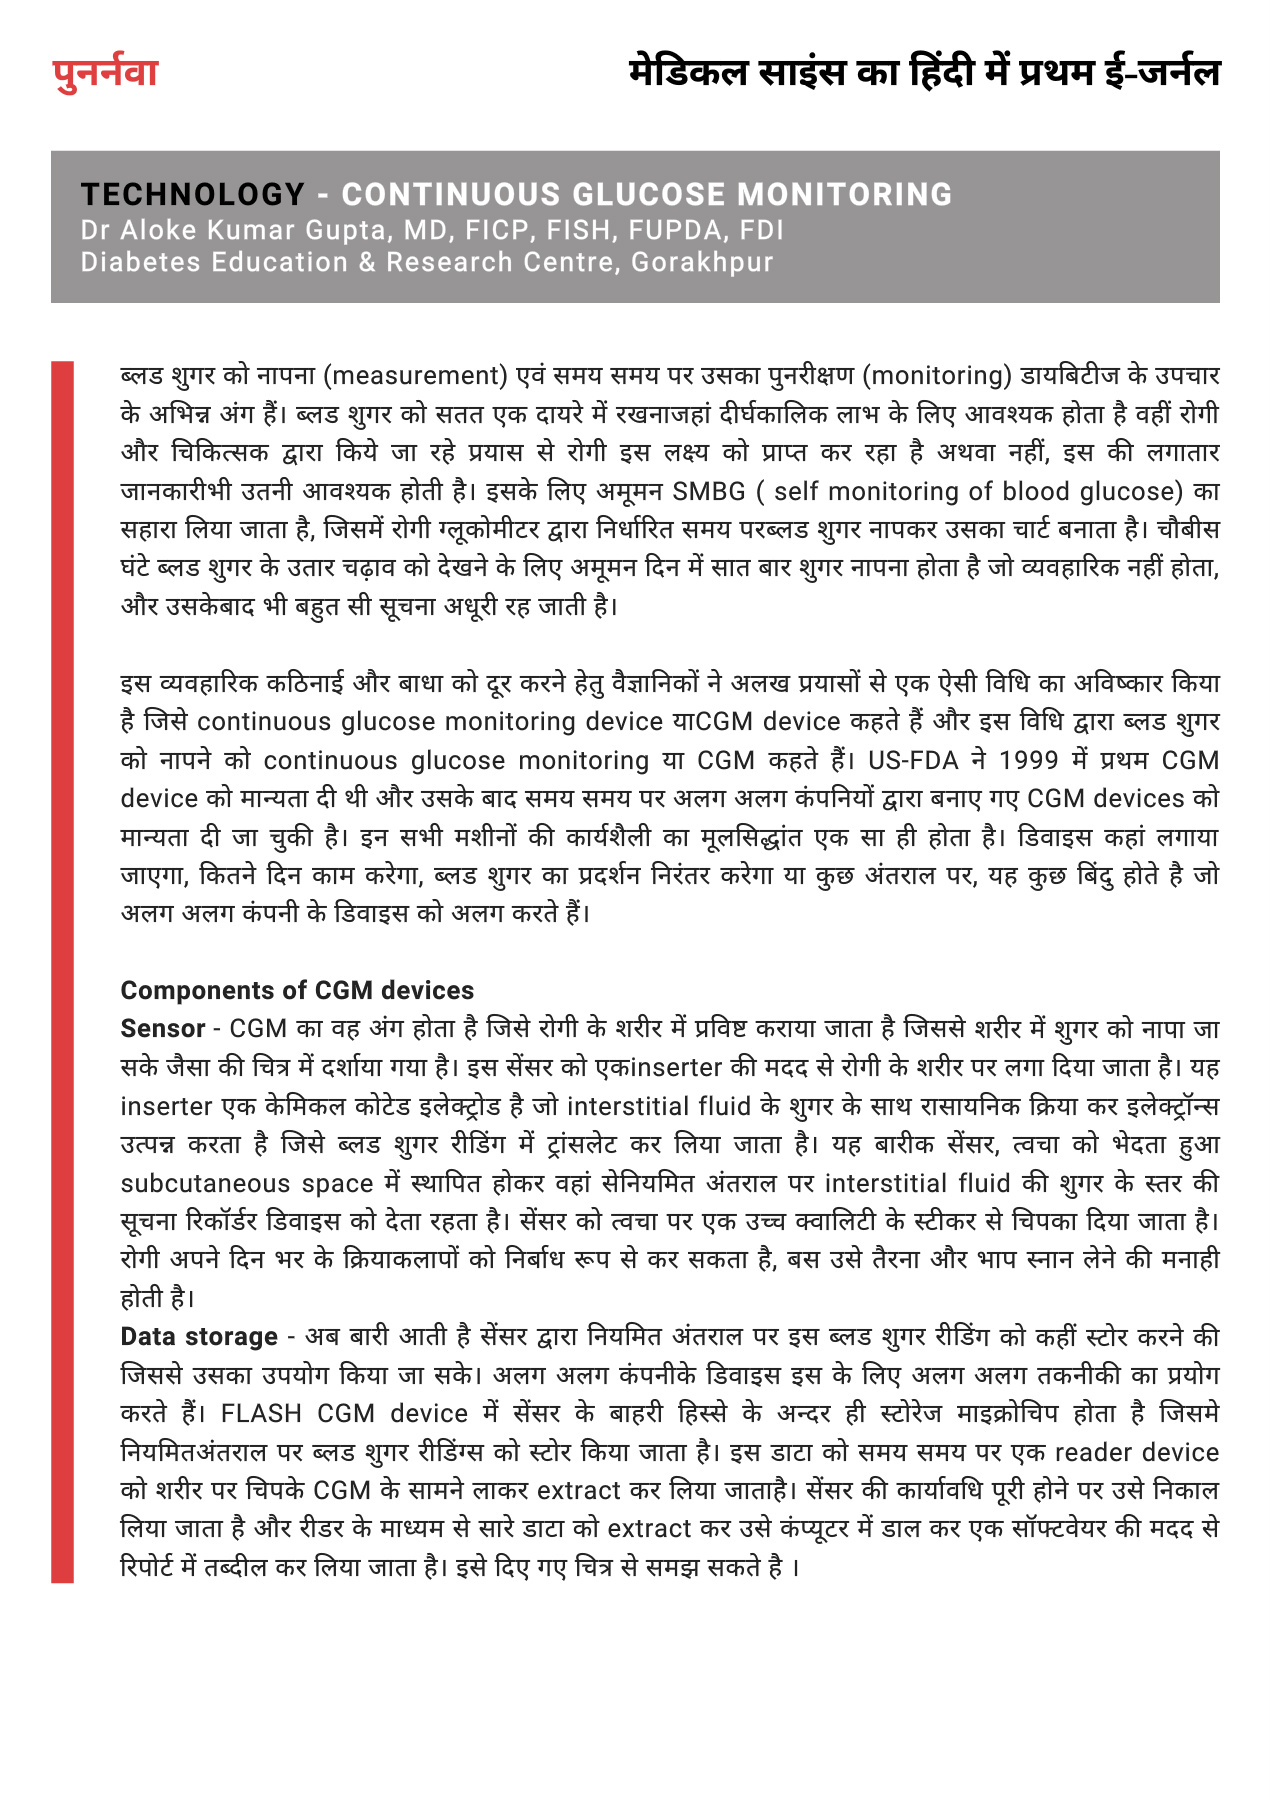 पुनर्नवा
मेडिकल साइंस का हिंदी में प्रथम ई-जर्नल
TECHNOLOGY - CONTINUOUS GLUCOSE MONITORING
Dr Aloke Kumar Gupta, MD, FICP, FISH, FUPDA, FDI
Diabetes Education & Research Centre, Gorakhpur
ब्लड शुगर को नापना (measurement) एवं समय समय पर उसका पुनरीक्षण (monitoring) डायबिटीज के उपचार
के अभिन्न अंग हैं। ब्लड शुगर को सतत एक दायरे में रखनाजहां दीर्घकालिक लाभ के लिए आवश्यक होता है वहीं रोगी
और चिकित्सक द्वारा किये जा रहे प्रयास से रोगी इस लक्ष्य को प्राप्त कर रहा है अथवा नहीं, इस की लगातार
जानकारीभी उतनी आवश्यक होती है। इसके लिए अमूमन SMBG ( self monitoring of blood glucose) का
सहारा लिया जाता है, जिसमें रोगी ग्लूकोमीटर द्वारा निर्धारित समय परब्लड शुगर नापकर उसका चार्ट बनाता है। चौबीस
घंटे ब्लड शुगर के उतार चढ़ाव को देखने के लिए अमूमन दिन में सात बार शुगर नापना होता है जो व्यवहारिक नहीं होता,
और उसकेबाद भी बहुत सी सूचना अधूरी रह जाती है।
इस व्यवहारिक कठिनाई और बाधा को दूर करने हेतु वैज्ञानिकों ने अलख प्रयासों से एक ऐसी विधि का अविष्कार किया
है जिसे continuous glucose monitoring device याCGM device कहते हैं और इस विधि द्वारा ब्लड शुगर
को नापने को continuous glucose monitoring या CGM कहते हैं। US-FDA ने 1999 में प्रथम CGM
device को मान्यता दी थी और उसके बाद समय समय पर अलग अलग कंपनियों द्वारा बनाए गए CGM devices को
मान्यता दी जा चुकी है। इन सभी मशीनों की कार्यशैली का मूलसिद्धांत एक सा ही होता है। डिवाइस कहां लगाया
जाएगा, कितने दिन काम करेगा, ब्लड शुगर का प्रदर्शन निरंतर करेगा या कुछ अंतराल पर, यह कुछ बिंदु होते है जो
अलग अलग कंपनी के डिवाइस को अलग करते हैं।
Components of CGM devices
Sensor - CGM का वह अंग होता है जिसे रोगी के शरीर में प्रविष्ट कराया जाता है जिससे शरीर में शुगर को नापा जा
सके जैसा की चित्र में दर्शाया गया है। इस सेंसर को एकinserter की मदद से रोगी के शरीर पर लगा दिया जाता है। यह
inserter एक केमिकल कोटेड इलेक्ट्रोड है जो interstitial fluid के शुगर के साथ रासायनिक क्रिया कर इलेक्ट्रॉन्स
उत्पन्न करता है जिसे ब्लड शुगर रीडिंग में ट्रांसलेट कर लिया जाता है। यह बारीक सेंसर, त्वचा को भेदता हुआ
subcutaneous space में स्थापित होकर वहां सेनियमित अंतराल पर interstitial fluid की शुगर के स्तर की
सूचना रिकॉर्डर डिवाइस को देता रहता है। सेंसर को त्वचा पर एक उच्च क्वालिटी के स्टीकर से चिपका दिया जाता है।
रोगी अपने दिन भर के क्रियाकलापों को निर्बाध रूप से कर सकता है, बस उसे तैरना और भाप स्नान लेने की मनाही
होती है।
Data storage - अब बारी आती है सेंसर द्वारा नियमित अंतराल पर इस ब्लड शुगर रीडिंग को कहीं स्टोर करने की
जिससे उसका उपयोग किया जा सके। अलग अलग कंपनीके डिवाइस इस के लिए अलग अलग तकनीकी का प्रयोग
करते हैं। FLASH CGM device में सेंसर के बाहरी हिस्से के अन्दर ही स्टोरेज माइक्रोचिप होता है जिसमे
नियमितअंतराल पर ब्लड शुगर रीडिंग्स को स्टोर किया जाता है। इस डाटा को समय समय पर एक reader device
को शरीर पर चिपके CGM के सामने लाकर extract कर लिया जाताहै। सेंसर की कार्यावधि पूरी होने पर उसे निकाल
लिया जाता है और रीडर के माध्यम से सारे डाटा को extract कर उसे कंप्यूटर में डाल कर एक सॉफ्टवेयर की मदद से
रिपोर्ट में तब्दील कर लिया जाता है। इसे दिए गए चित्र से समझ सकते है ।